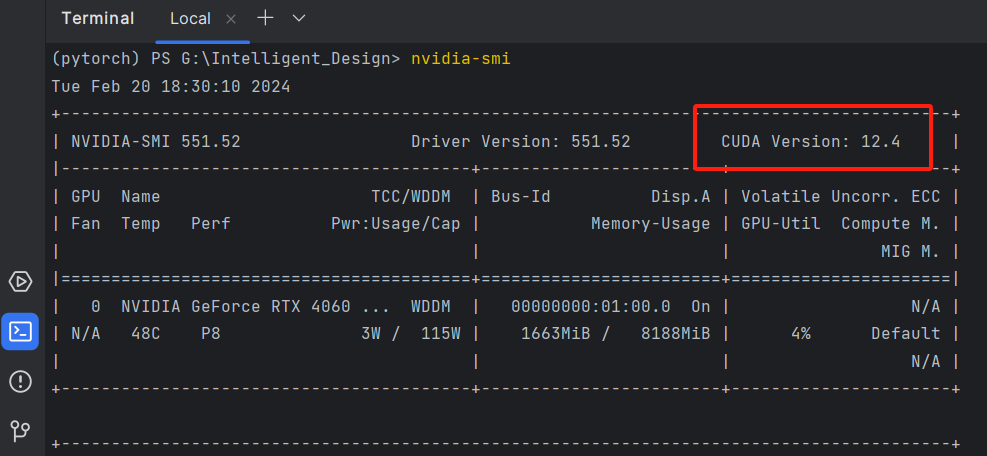 Terminal Local × + ⌄
(pytorch) PS G:\Intelligent_Design> nvidia-smi
Tue Feb 20 18:30:10 2024
+-----------------------------------------------------------------------------------------+
| NVIDIA-SMI 551.52                 Driver Version: 551.52         CUDA Version: 12.4     |
|-----------------------------------------+------------------------+----------------------+
| GPU  Name                     TCC/WDDM  | Bus-Id          Disp.A | Volatile Uncorr. ECC |
| Fan  Temp   Perf          Pwr:Usage/Cap |           Memory-Usage | GPU-Util  Compute M. |
|                                         |                        |               MIG M. |
|=========================================+========================+======================|
|   0  NVIDIA GeForce RTX 4060 ...  WDDM  |   00000000:01:00.0  On |                  N/A |
| N/A   48C    P8              3W /  115W |    1663MiB /   8188MiB |      4%      Default |
|                                         |                        |                  N/A |
+-----------------------------------------+------------------------+----------------------+
+-----------------------------------------------------------------------------------------+